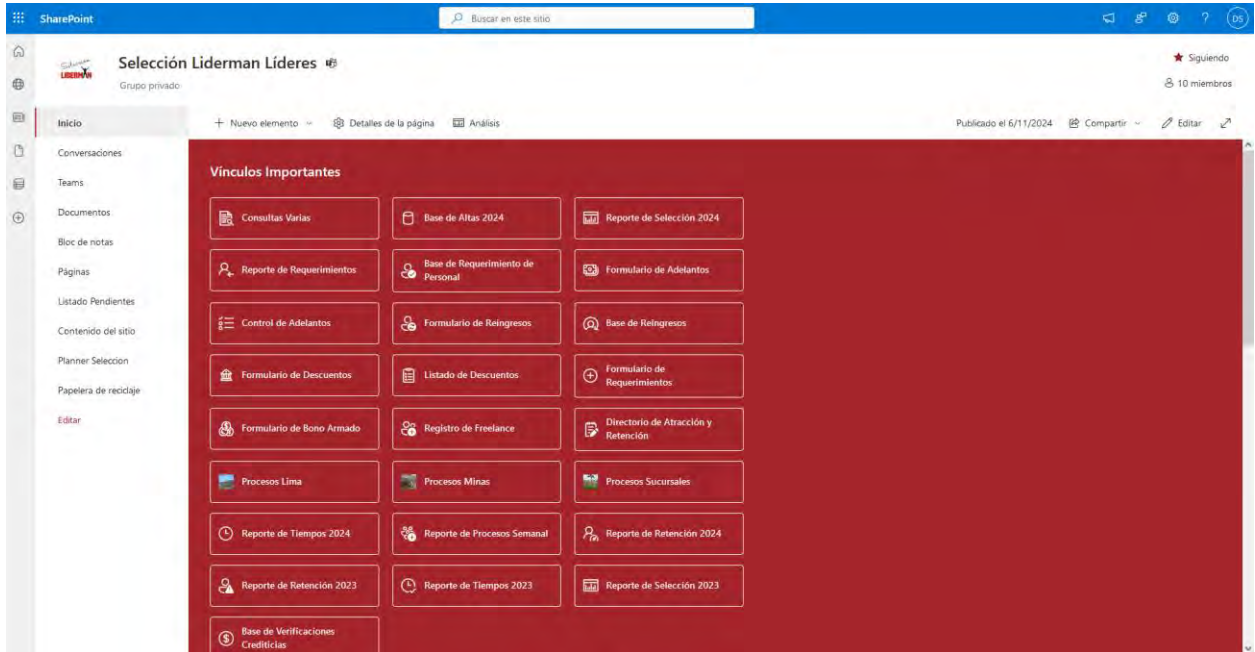 SharePoint
Buscar en este sitio
DS
Selección
LIDERMAN
Selección Liderman Líderes
Grupo privado
Siguiendo
10 miembros
Inicio
Conversaciones
Teams
Documentos
Bloc de notas
Páginas
Listado Pendientes
Contenido del sitio
Planner Seleccion
Papelera de reciclaje
Editar
+ Nuevo elemento
Detalles de la página
Análisis
Publicado el 6/11/2024
Compartir
Editar
Vínculos Importantes
Consultas Varias
Base de Altas 2024
Reporte de Selección 2024
Reporte de Requerimientos
Base de Requerimiento de
Personal
Formulario de Adelantos
Control de Adelantos
Formulario de Reingresos
Base de Reingresos
Formulario de Descuentos
Listado de Descuentos
Formulario de
Requerimientos
Formulario de Bono Armado
Registro de Freelance
Directorio de Atracción y
Retención
Procesos Lima
Procesos Minas
Procesos Sucursales
Reporte de Tiempos 2024
Reporte de Procesos Semanal
Reporte de Retención 2024
Reporte de Retención 2023
Reporte de Tiempos 2023
Reporte de Selección 2023
Base de Verificaciones
Crediticias